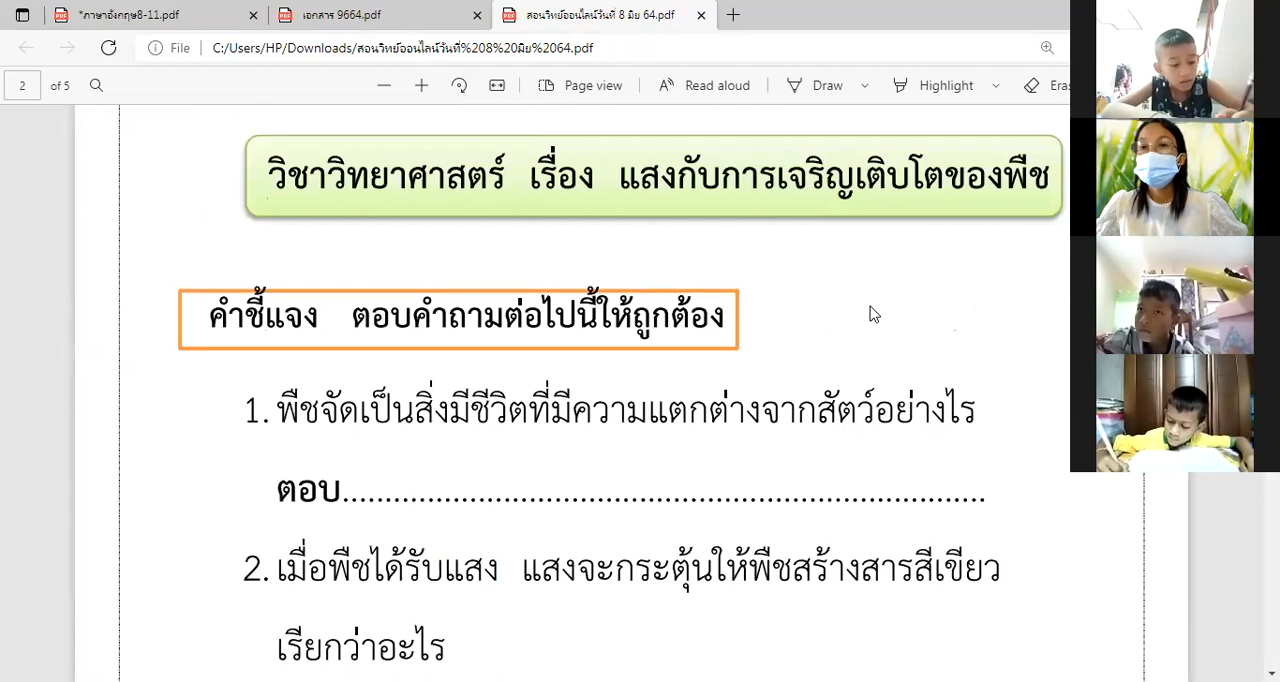 *ภาษาอังกฤษ8-11.pdf
เอกสาร 9664.pdf
สอนวิทย์ออนไลน์วันที่ 8 มิย 64.pdf
File C:/Users/HP/Downloads/สอนวิทย์ออนไลน์วันที่%208%20มิย%2064.pdf
2 of 5 Page view Read aloud Draw Highlight Eras
วิชาวิทยาศาสตร์ เรื่อง แสงกับการเจริญเติบโตของพืช
คำชี้แจง ตอบคำถามต่อไปนี้ให้ถูกต้อง
1. พืชจัดเป็นสิ่งมีชีวิตที่มีความแตกต่างจากสัตว์อย่างไร
ตอบ......................................................................
2. เมื่อพืชได้รับแสง แสงจะกระตุ้นให้พืชสร้างสารสีเขียว
เรียกว่าอะไร